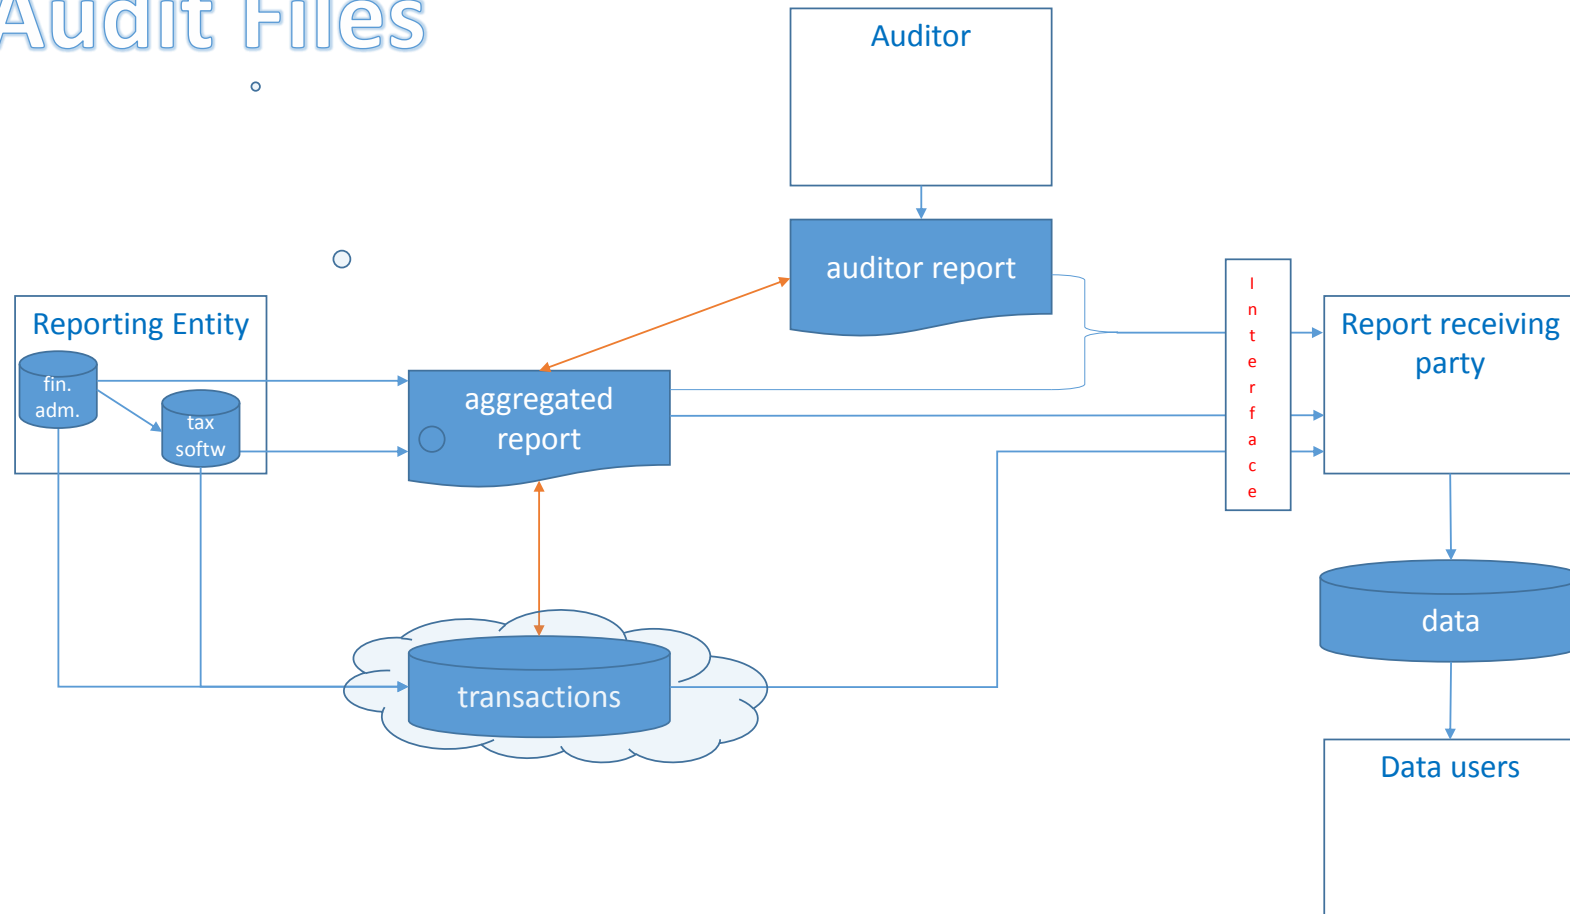 Audit Files
Auditor
auditor report
Reporting Entity
fin.
adm.
tax
softw
aggregated
report
transactions
Interface
Report receiving
party
data
Data users